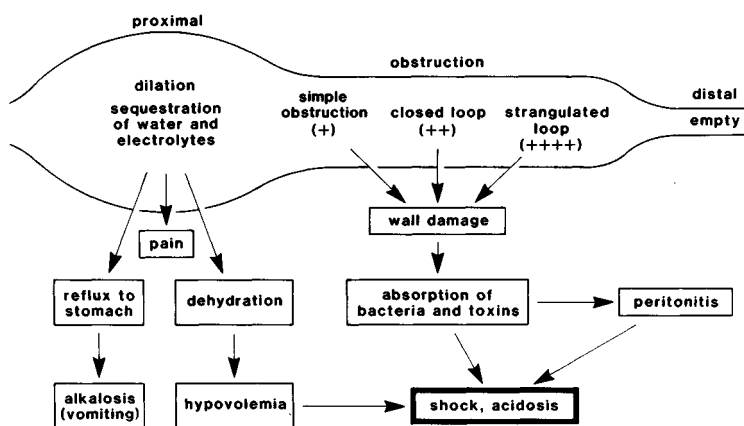 proximal
obstruction
dilation
sequestration
of water and
electrolytes
simple
obstruction
(+)
closed loop
(++)
strangulated
loop
(++++)
distal
empty
wall damage
pain
reflux to
stomach
dehydration
absorption of
bacteria and toxins
peritonitis
alkalosis
(vomiting)
hypovolemia
shock, acidosis